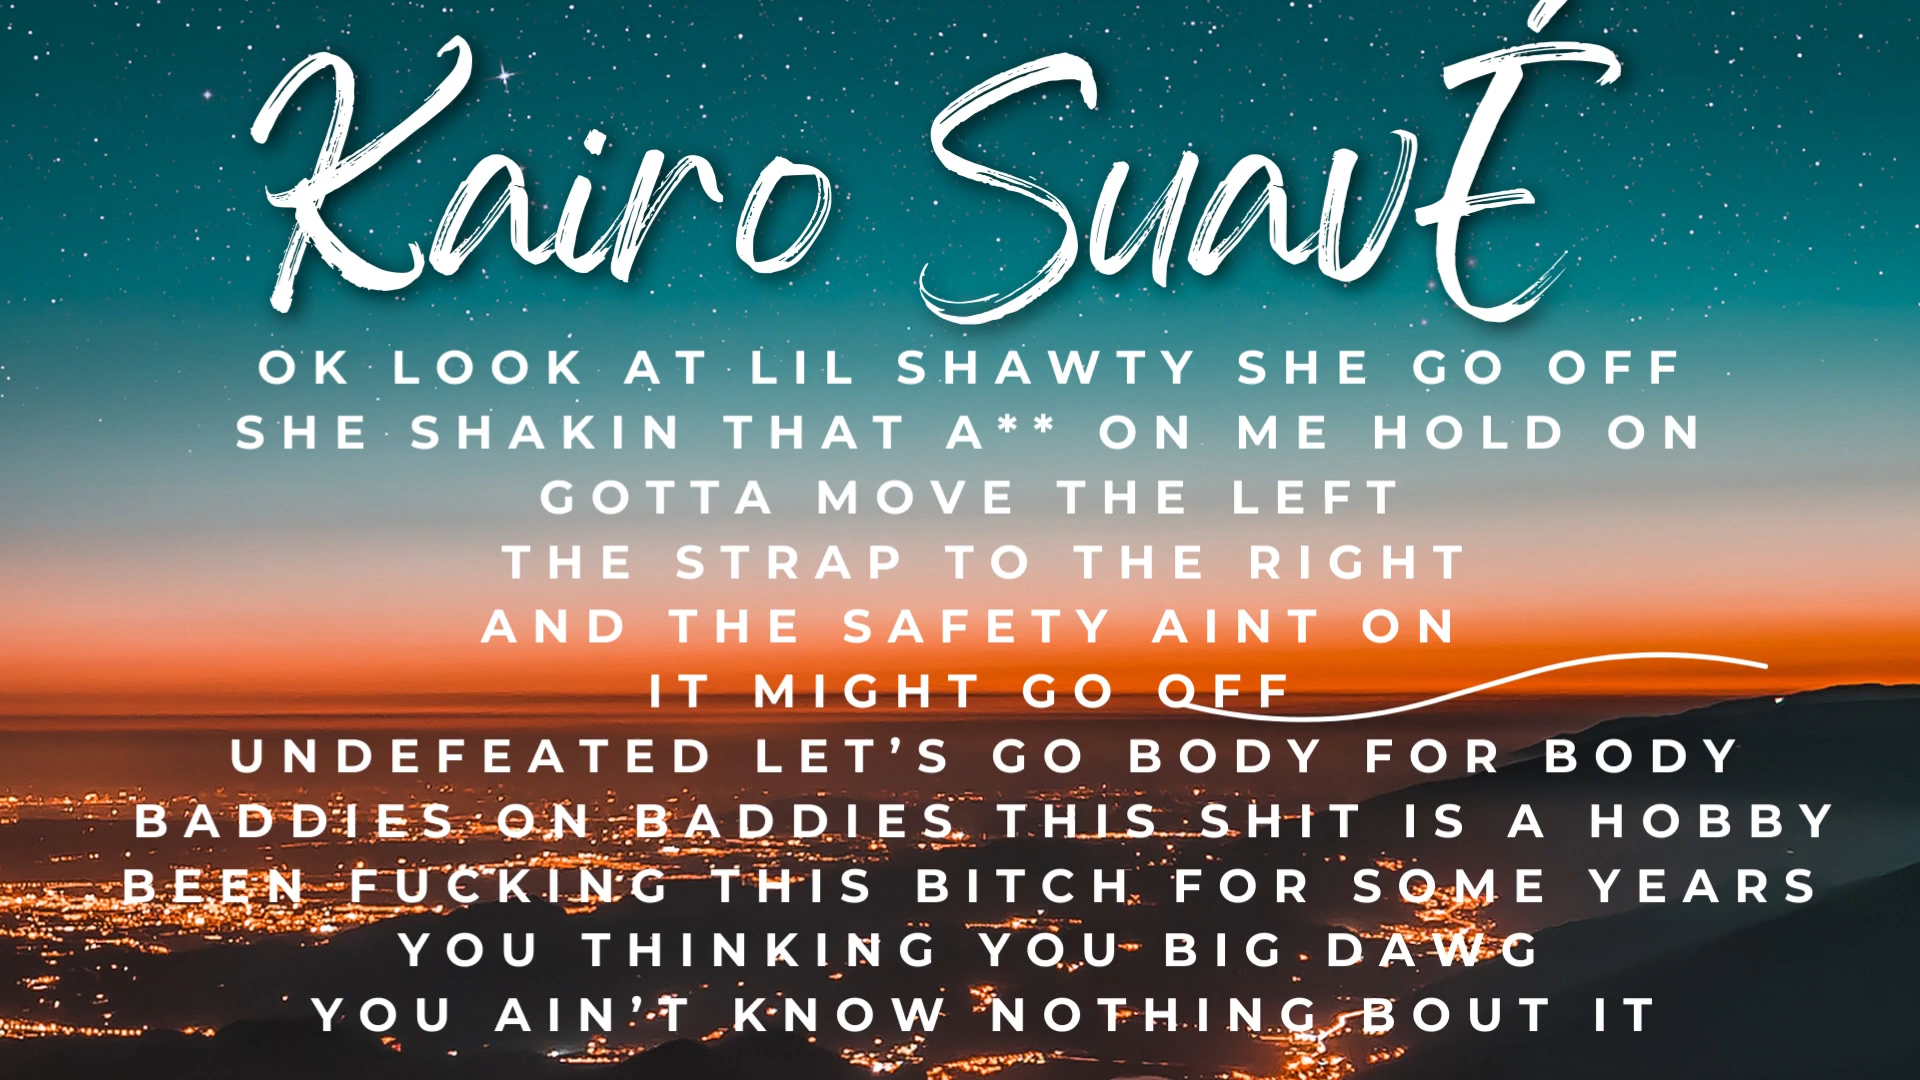 Kairo SuavÉ
OK LOOK AT LIL SHAWTY SHE GO OFF
SHE SHAKIN THAT A** ON ME HOLD ON
GOTTA MOVE THE LEFT
THE STRAP TO THE RIGHT
AND THE SAFETY AINT ON
IT MIGHT GO OFF
UNDEFEATED LET’S GO BODY FOR BODY
BADDIES ON BADDIES THIS SHIT IS A HOBBY
BEEN FUCKING THIS BITCH FOR SOME YEARS
YOU THINKING YOU BIG DAWG
YOU AIN’T KNOW NOTHING BOUT IT